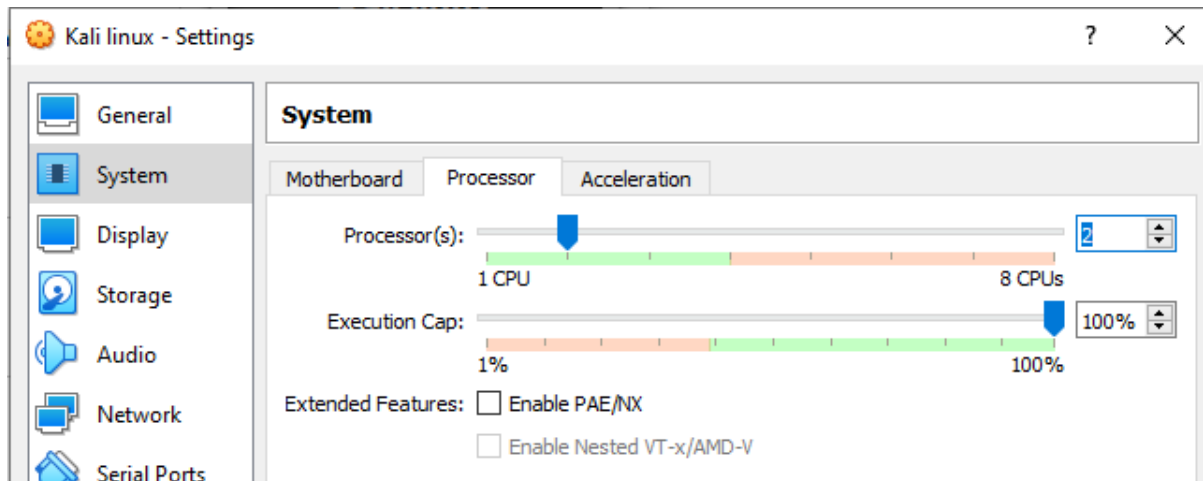 Kali linux - Settings ? ×
General
System
Display
Storage
Audio
Network
Serial Ports
System
Motherboard Processor Acceleration
Processor(s): 2
1 CPU 8 CPUs
Execution Cap: 100%
1% 100%
Extended Features: Enable PAE/NX
Enable Nested VT-x/AMD-V